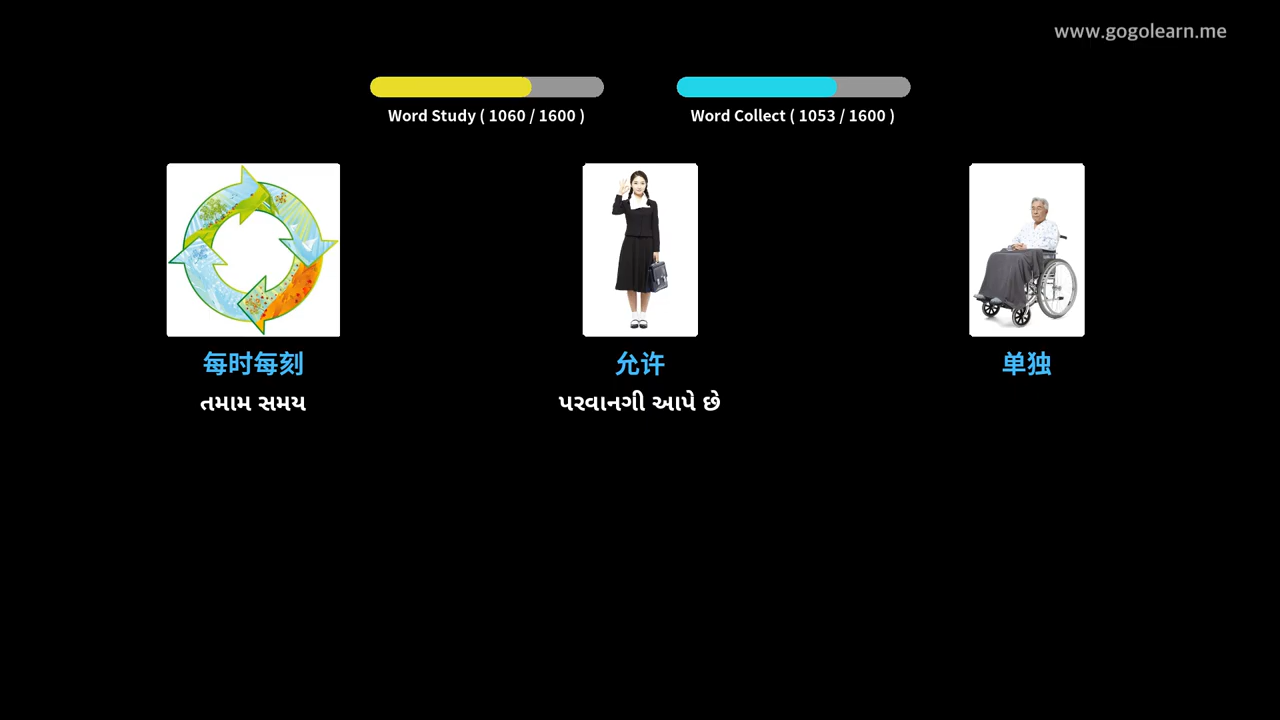 www.gogolearn.me
Word Study ( 1060 / 1600 )
Word Collect ( 1053 / 1600 )
每时每刻
允许
单独
તમામ સમય
પરવાનગી આપે છે